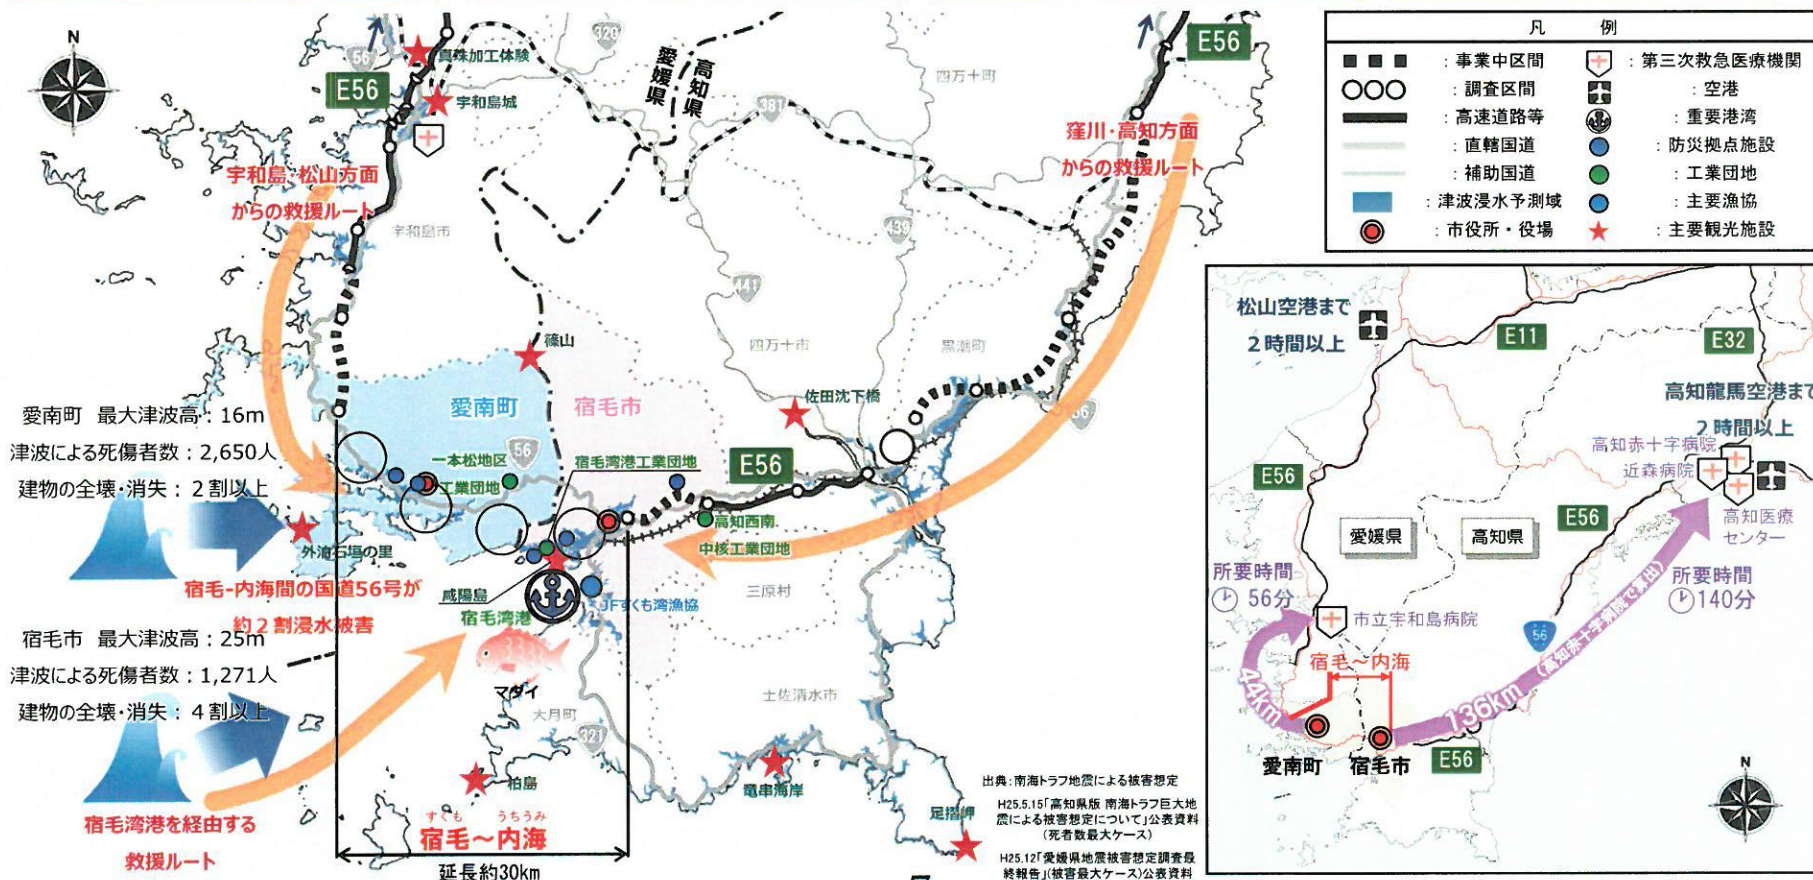 N
56
真珠加工体験
E56
宇和島城
329
愛媛県
高知県
四万十町
E56
381
窪川・高知方面
からの救援ルート
宇和島・松山方面
からの救援ルート
宇和島市
439
441
篠山
四万十市
黒潮町
愛南町
宿毛市
佐田沈下橋
56
愛南町 最大津波高：16m
津波による死傷者数：2,650人
建物の全壊・消失：2割以上
一本松地区
工業団地
56
宿毛湾港工業団地
E56
高知西南
中核工業団地
外泊石垣の里
宿毛-内海間の国道56号が
約2割浸水被害
咸陽島
宿毛湾港
JFすくも湾漁協
三原村
宿毛市 最大津波高：25m
津波による死傷者数：1,271人
建物の全壊・消失：4割以上
マダイ
大月町
321
土佐清水市
柏島
竜串海岸
足摺岬
宿毛湾港を経由する
救援ルート
すくも うちうみ
宿毛～内海
延長約30km
出典：南海トラフ地震による被害想定
H25.5.15「高知県版 南海トラフ巨大地
震による被害想定について」公表資料
(死者数最大ケース)
H25.12「愛媛県地震被害想定調査最
終報告」(被害最大ケース)公表資料
凡 例
：事業中区間
：第三次救急医療機関
：調査区間
：空港
：高速道路等
：重要港湾
：直轄国道
：防災拠点施設
：補助国道
：工業団地
：津波浸水予測域
：主要漁協
：市役所・役場
：主要観光施設
松山空港まで
2時間以上
E11
E32
高知龍馬空港まで
2時間以上
高知赤十字病院
近森病院
E56
E56
高知医療
センター
愛媛県
高知県
所要時間
56分
所要時間
140分
市立宇和島病院
56
(高知赤十字病院で算出)
宿毛～内海
44km
136km
愛南町
宿毛市
E56
N